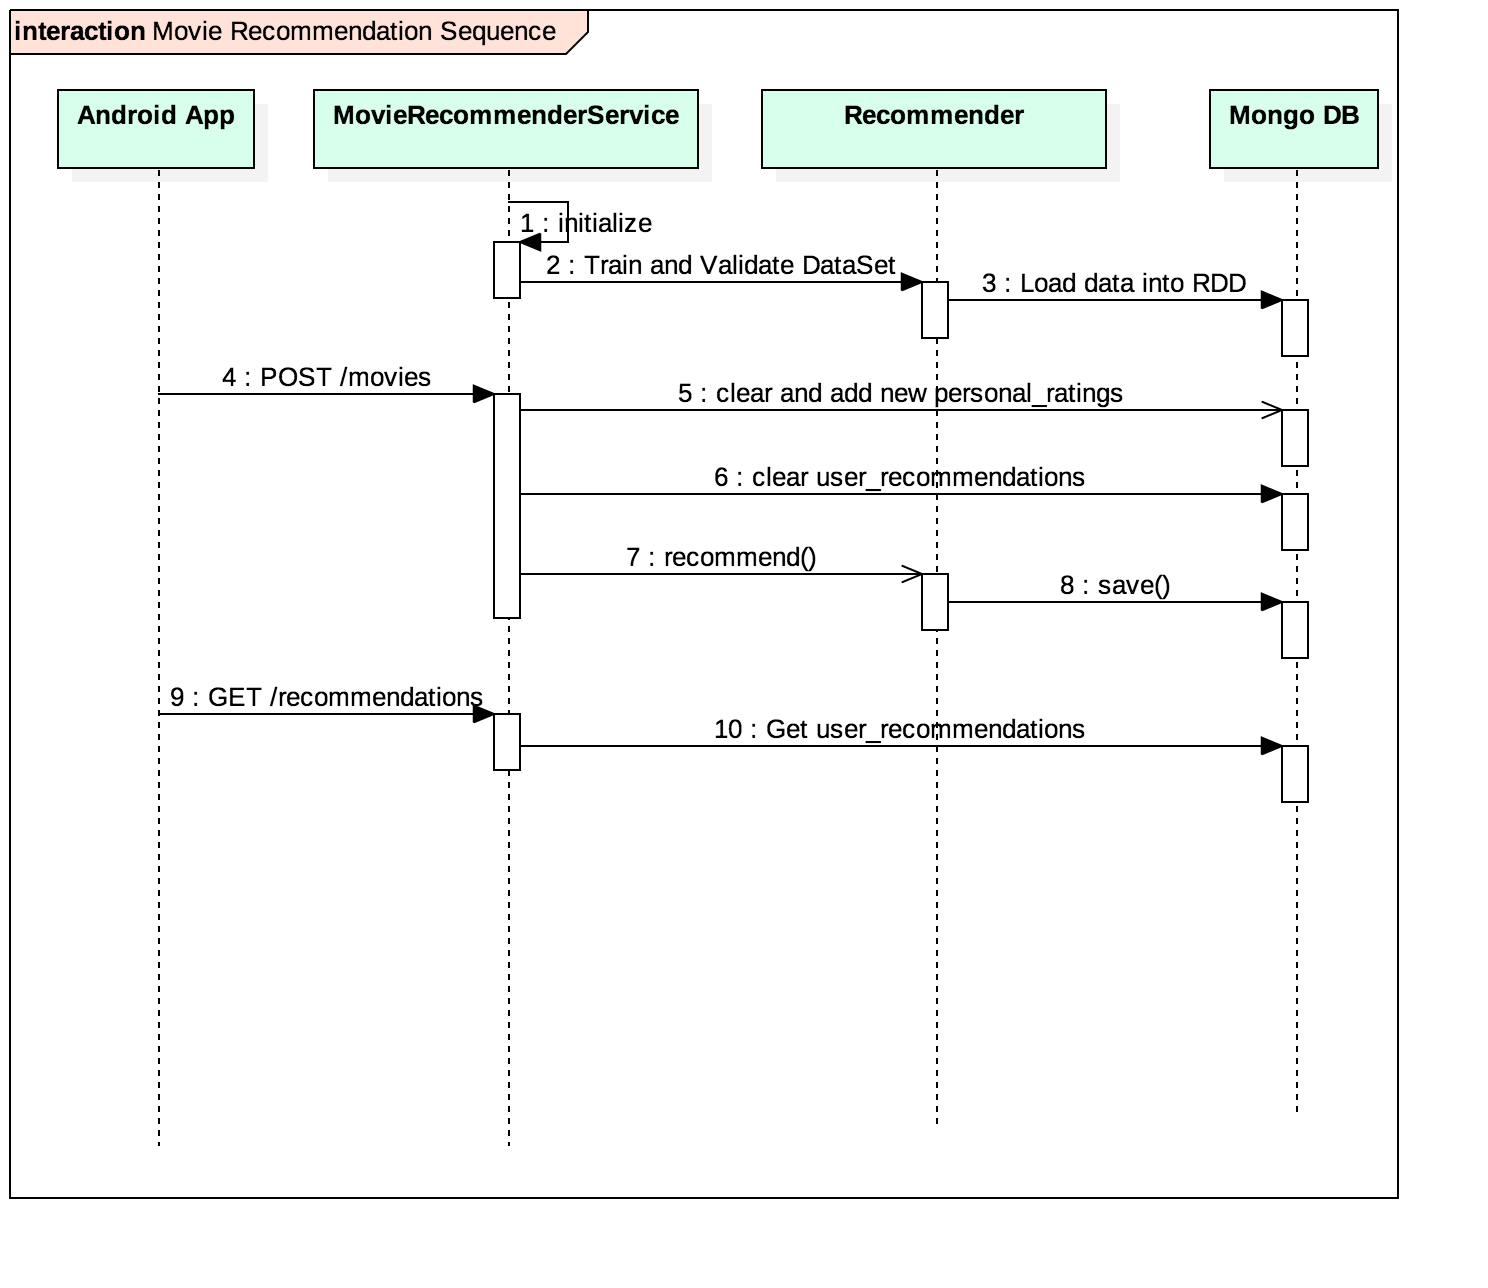 interaction Movie Recommendation Sequence
Android App
MovieRecommenderService
Recommender
Mongo DB
1 : initialize
2 : Train and Validate DataSet
3 : Load data into RDD
4 : POST /movies
5 : clear and add new personal_ratings
6 : clear user_recommendations
7 : recommend()
8 : save()
9 : GET /recommendations
10 : Get user_recommendations